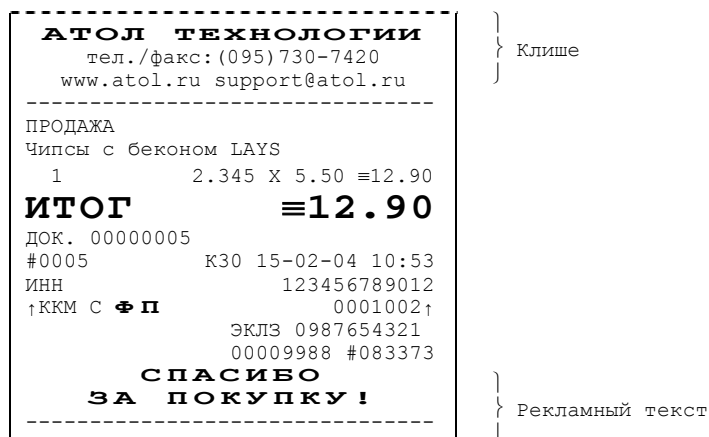 АТОЛ ТЕХНОЛОГИИ
тел./факс:(095)730-7420
www.atol.ru support@atol.ru
--------------------------------
Клише
ПРОДАЖА
Чипсы с беконом LAYS
1 2.345 X 5.50 ≡12.90
ИТОГ ≡12.90
ДОК. 00000005
#0005 К30 15-02-04 10:53
ИНН 123456789012
↑ККМ С ФП 0001002↑
ЭКЛЗ 0987654321
00009988 #083373
СПАСИБО
ЗА ПОКУПКУ!
--------------------------------
Рекламный текст